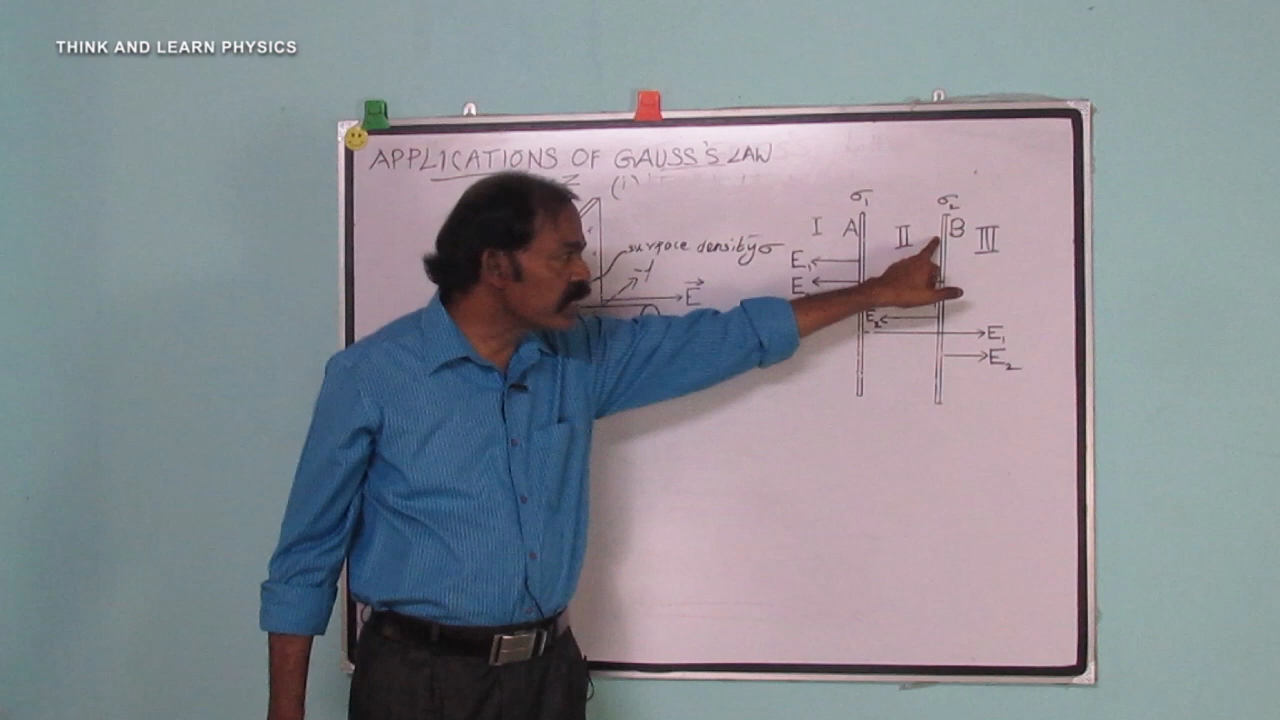 THINK AND LEARN PHYSICS
APPLICATIONS OF GAUSS'S LAW
(i)
surface density σ
E
σ₁
σ₂
I A II B III
E₁
E
E₂
E₁
E₂